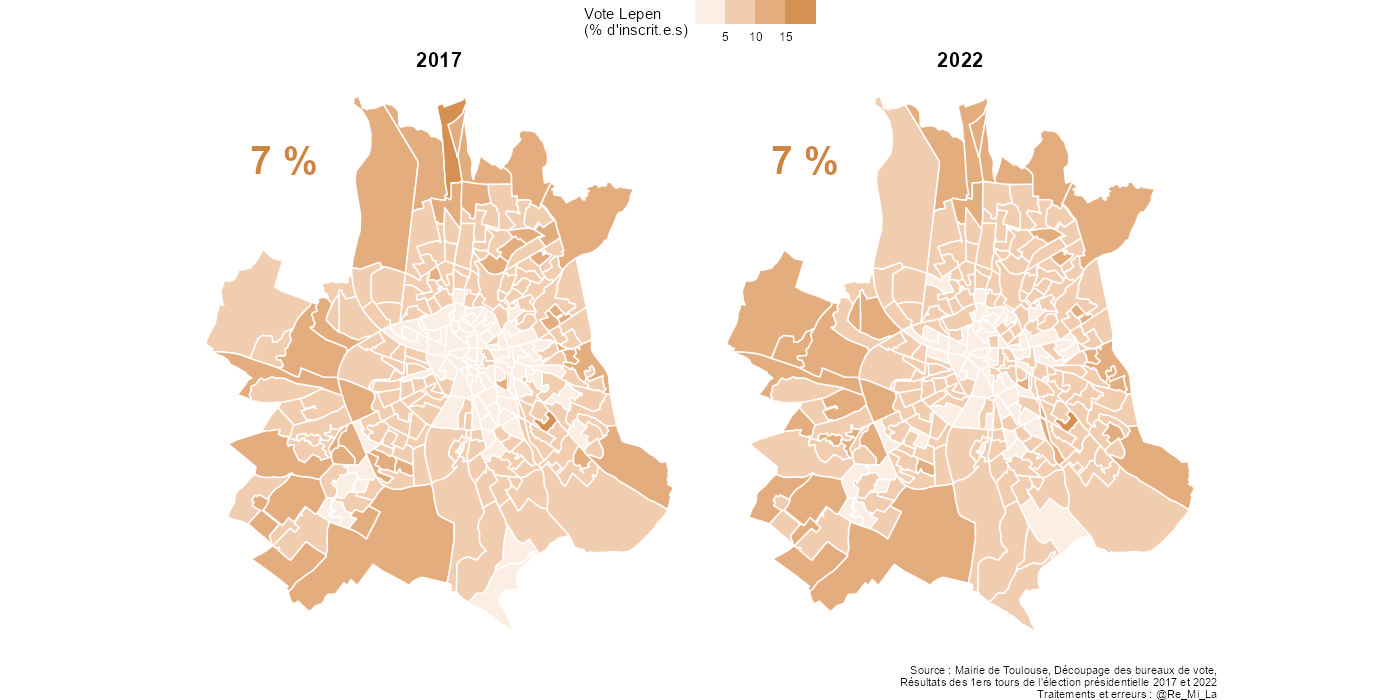 Vote Lepen
(% d'inscrit.e.s)
5 10 15
2017 2022
7 % 7 %
Source : Mairie de Toulouse, Découpage des bureaux de vote,
Résultats des 1ers tours de l'élection présidentielle 2017 et 2022
Traitements et erreurs : @Re_Mi_La